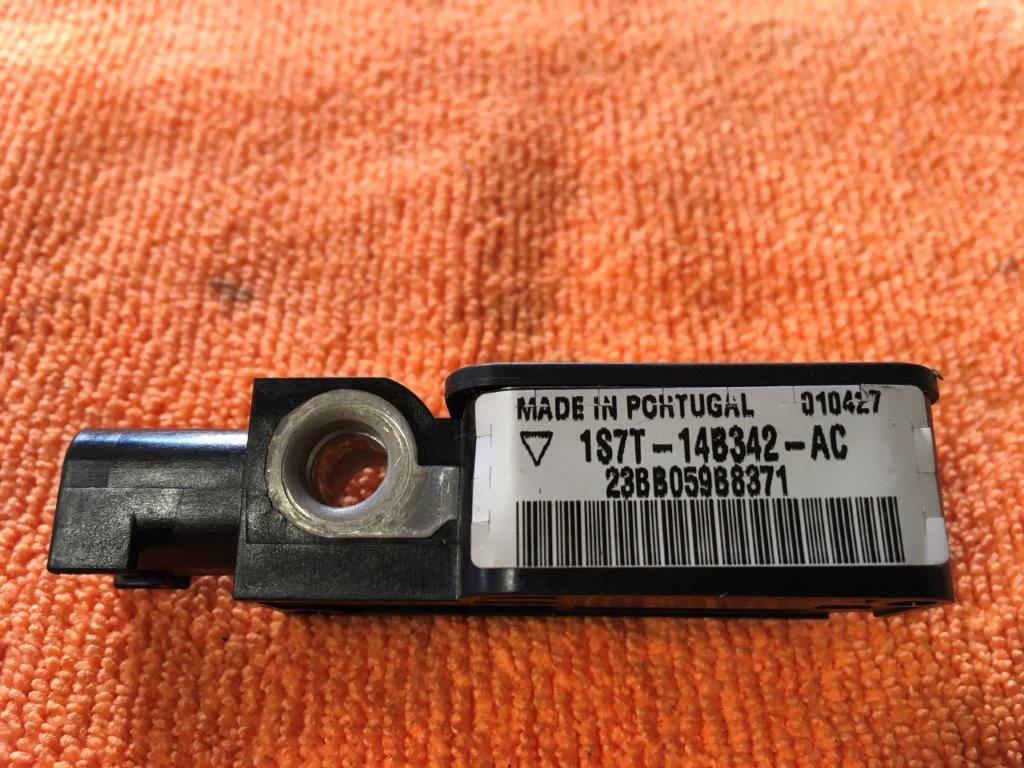 MADE IN PORTUGAL 010427
1S7T-14B342-AC
23BB059B8371